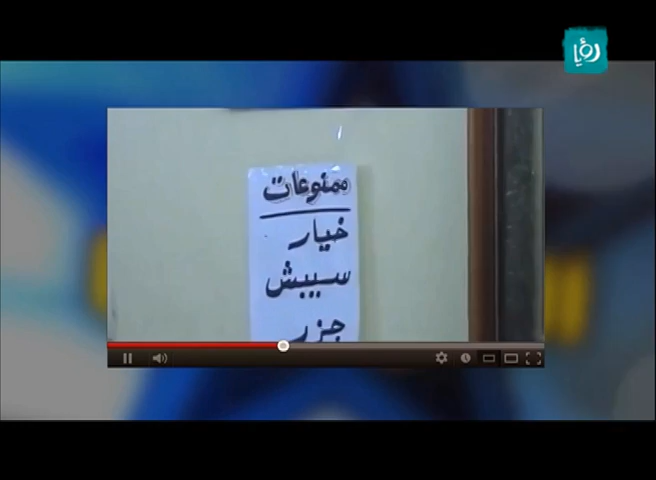 رؤيا
ممنوعات
خيار
سيبش
جزر